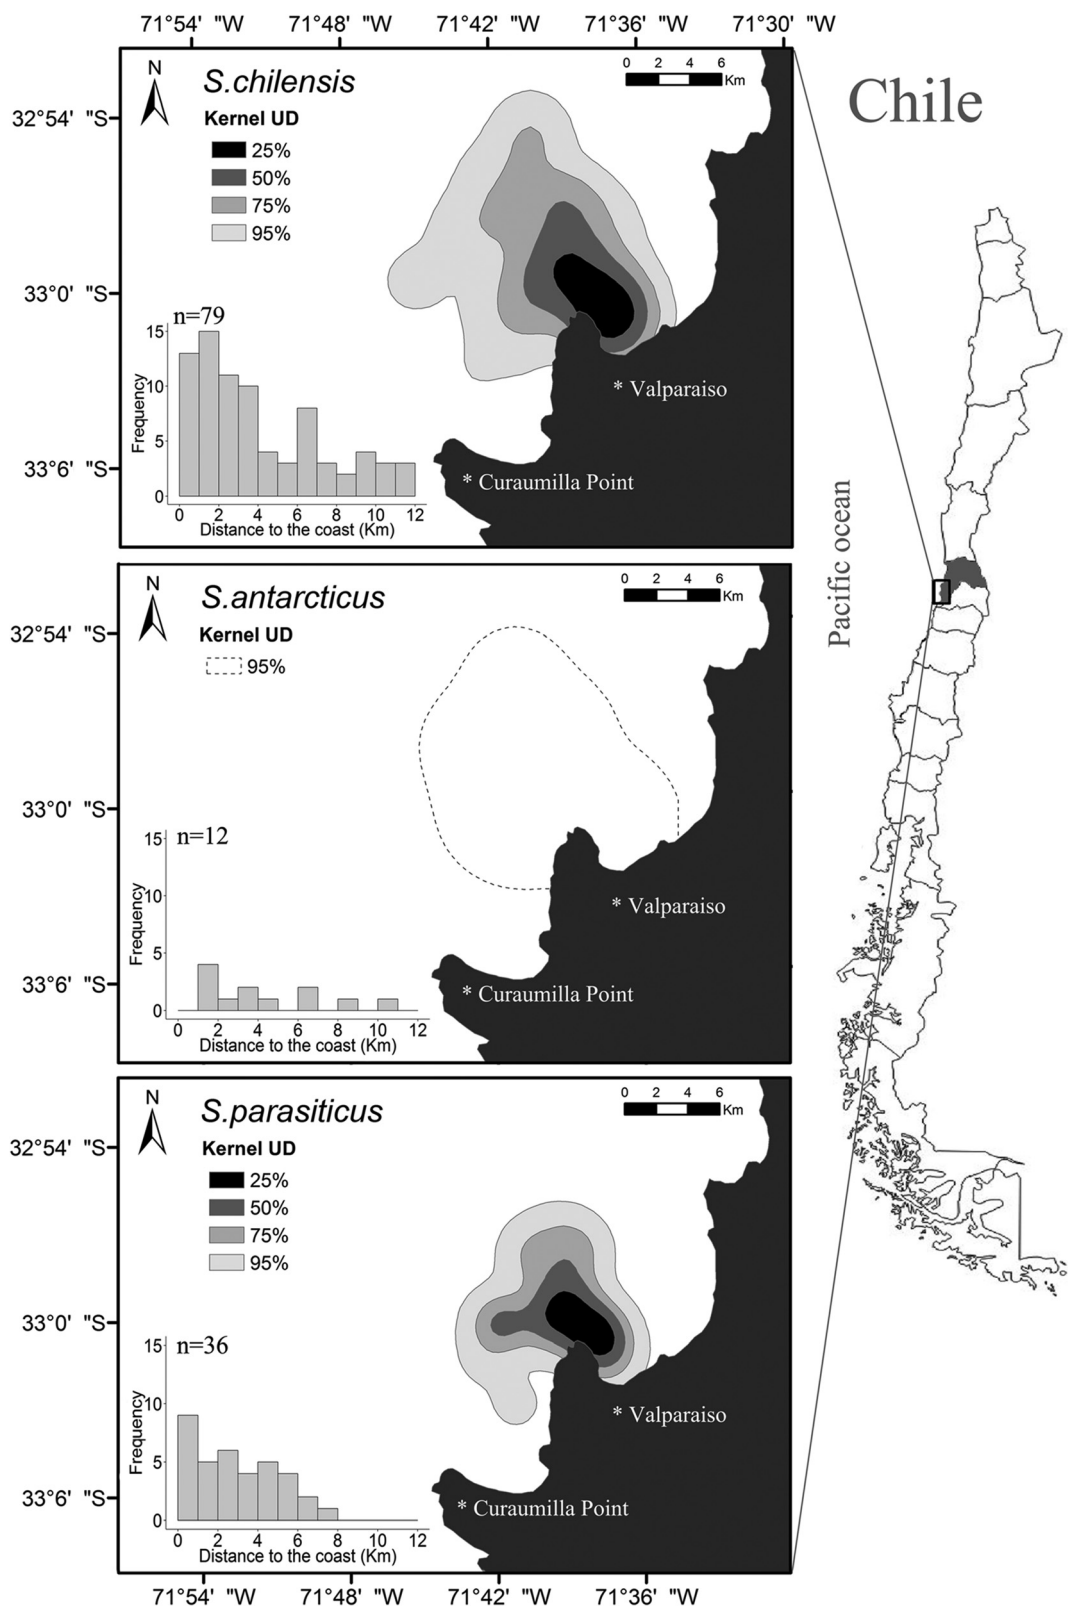 71°54' "W 71°48' "W 71°42' "W 71°36' "W 71°30' "W
N
S.chilensis
Kernel UD
25%
50%
75%
95%
0 2 4 6
Km
32°54' "S
33°0' "S
33°6' "S
n=79
15
10
5
0
Frequency
0 2 4 6 8 10 12
Distance to the coast (Km)
* Valparaiso
* Curaumilla Point
N
S.antarcticus
Kernel UD
95%
0 2 4 6
Km
32°54' "S
33°0' "S
33°6' "S
n=12
15
10
5
0
Frequency
0 2 4 6 8 10 12
Distance to the coast (Km)
* Valparaiso
* Curaumilla Point
N
S.parasiticus
Kernel UD
25%
50%
75%
95%
0 2 4 6
Km
32°54' "S
33°0' "S
33°6' "S
n=36
15
10
5
0
Frequency
0 2 4 6 8 10 12
Distance to the coast (Km)
* Valparaiso
* Curaumilla Point
71°54' "W 71°48' "W 71°42' "W 71°36' "W
Chile
Pacific ocean